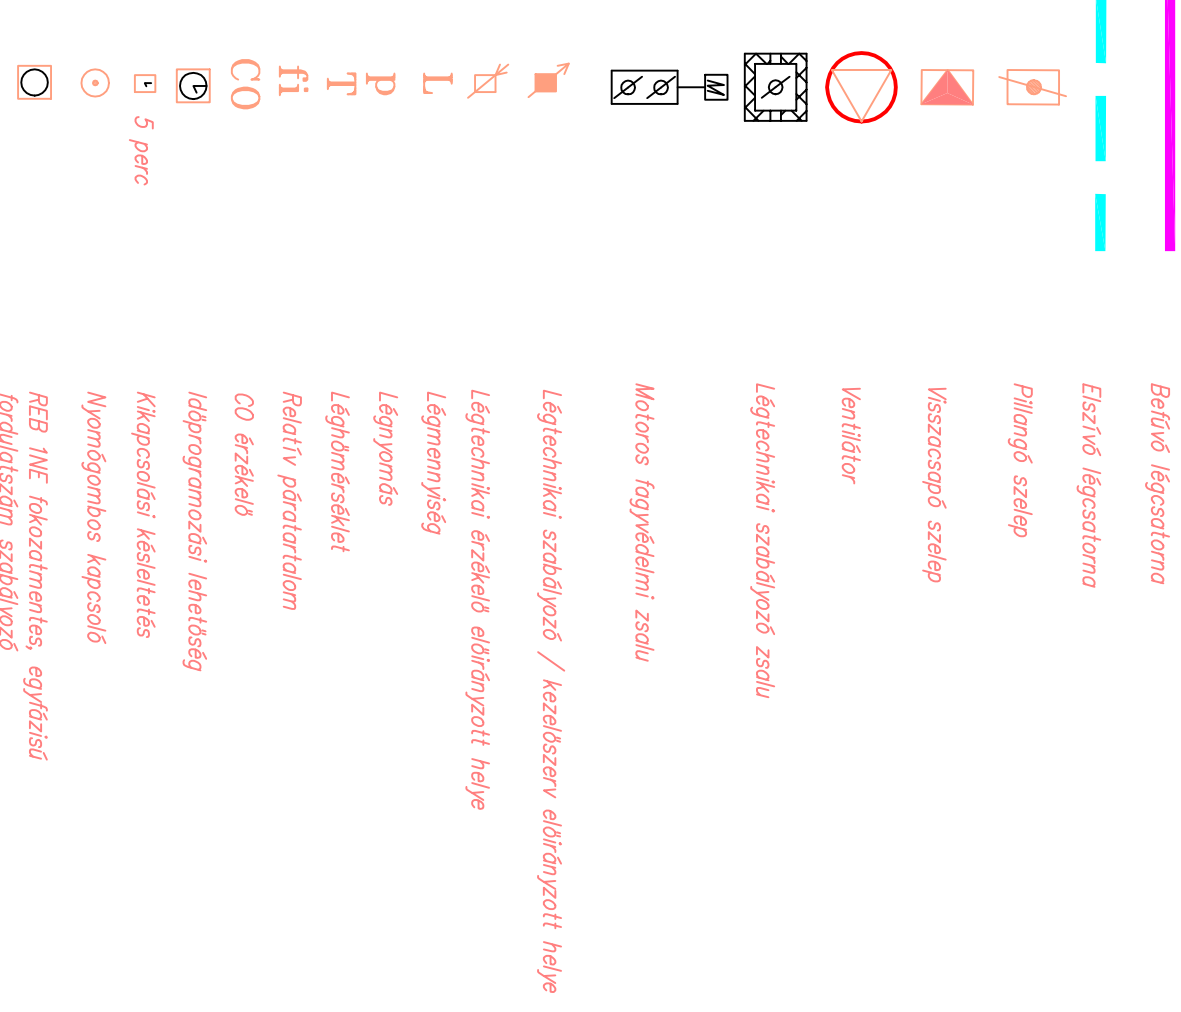 Befúvó légcsatorna
Elszívó légcsatorna
Pillangó szelep
Visszacsapó szelep
Ventilátor
Légtechnikai szabályozó zsalu
M Motoros fagyvédelmi zsalu
Légtechnikai szabályozó / kezelőszerv előirányzott helye
Légtechnikai érzékelő előirányzott helye
L Légmennyiség
p Légnyomás
T Léghőmérséklet
fi Relatív páratartalom
CO CO érzékelő
Időprogramozási lehetőség
1 5 perc Kikapcsolási késleltetés
Nyomógombos kapcsoló
REB 1NE fokozatmentes, egyfázisú
fordulatszám szabályozó